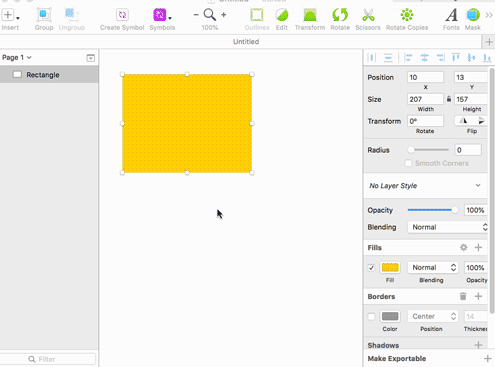 Insert Group Ungroup Create Symbol Symbols 100% Outlines Edit Transform Rotate Scissors Rotate Copies Fonts Mask
Untitled
Page 1
Rectangle
Position 10 13
X Y
Size 207 157
Width Height
Transform 0°
Rotate Flip
Radius 0
Smooth Corners
No Layer Style
Opacity 100%
Blending Normal
Fills
Normal 100%
Fill Blending Opacity
Borders
Center 14
Color Position Thickness
Shadows
Filter
Make Exportable